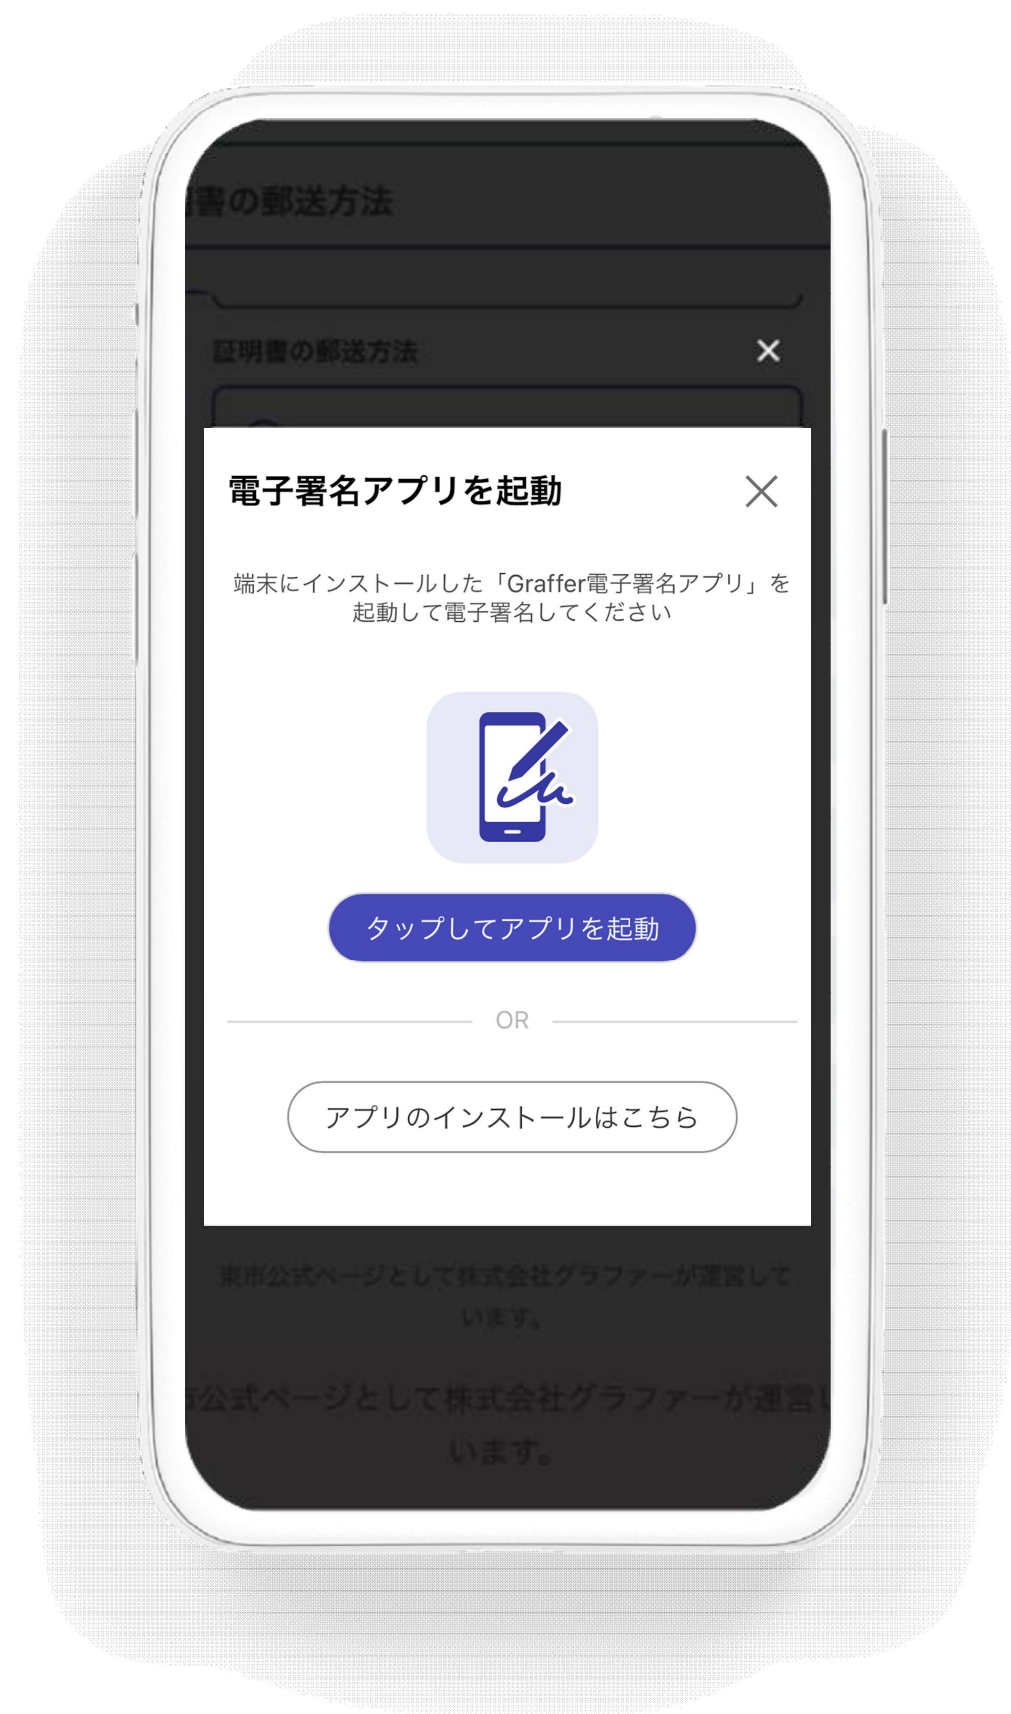 書の郵送方法
証明書の郵送方法
電子署名アプリを起動
端末にインストールした「Graffer電子署名アプリ」を
起動して電子署名してください
タップしてアプリを起動
OR
アプリのインストールはこちら
東市公式ページとして株式会社グラファーが運営して
います。
市公式ページとして株式会社グラファーが運営し
います。